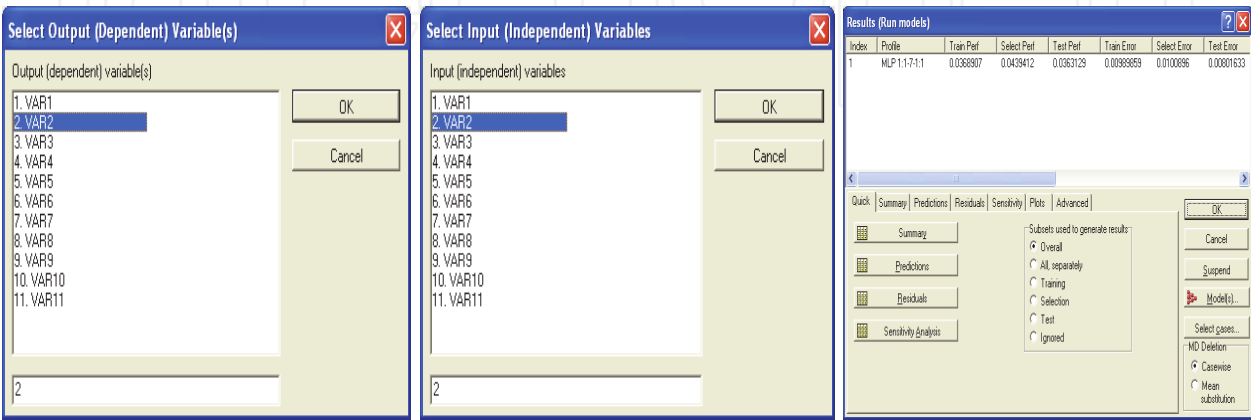 Select Output (Dependent) Variable(s)
Output (dependent) variable(s)
1. VAR1
2. VAR2
3. VAR3
4. VAR4
5. VAR5
6. VAR6
7. VAR7
8. VAR8
9. VAR9
10. VAR10
11. VAR11
OK
Cancel
2
Select Input (Independent) Variables
Input (independent) variables
1. VAR1
2. VAR2
3. VAR3
4. VAR4
5. VAR5
6. VAR6
7. VAR7
8. VAR8
9. VAR9
10. VAR10
11. VAR11
OK
Cancel
2
Results (Run models)
Index Profile Train Perf Select Perf Test Perf Train Error Select Error Test Error
1 MLP 1:1-7-1:1 0.0368907 0.0439412 0.0363129 0.00989859 0.0100896 0.00801633
Quick Summary Predictions Residuals Sensitivity Plots Advanced
Summary
Predictions
Residuals
Sensitivity Analysis
Subsets used to generate results
Overall
All, separately
Training
Selection
Test
Ignored
OK
Cancel
Suspend
Model(s)...
Select cases...
MD Deletion
Casewise
Mean
substitution